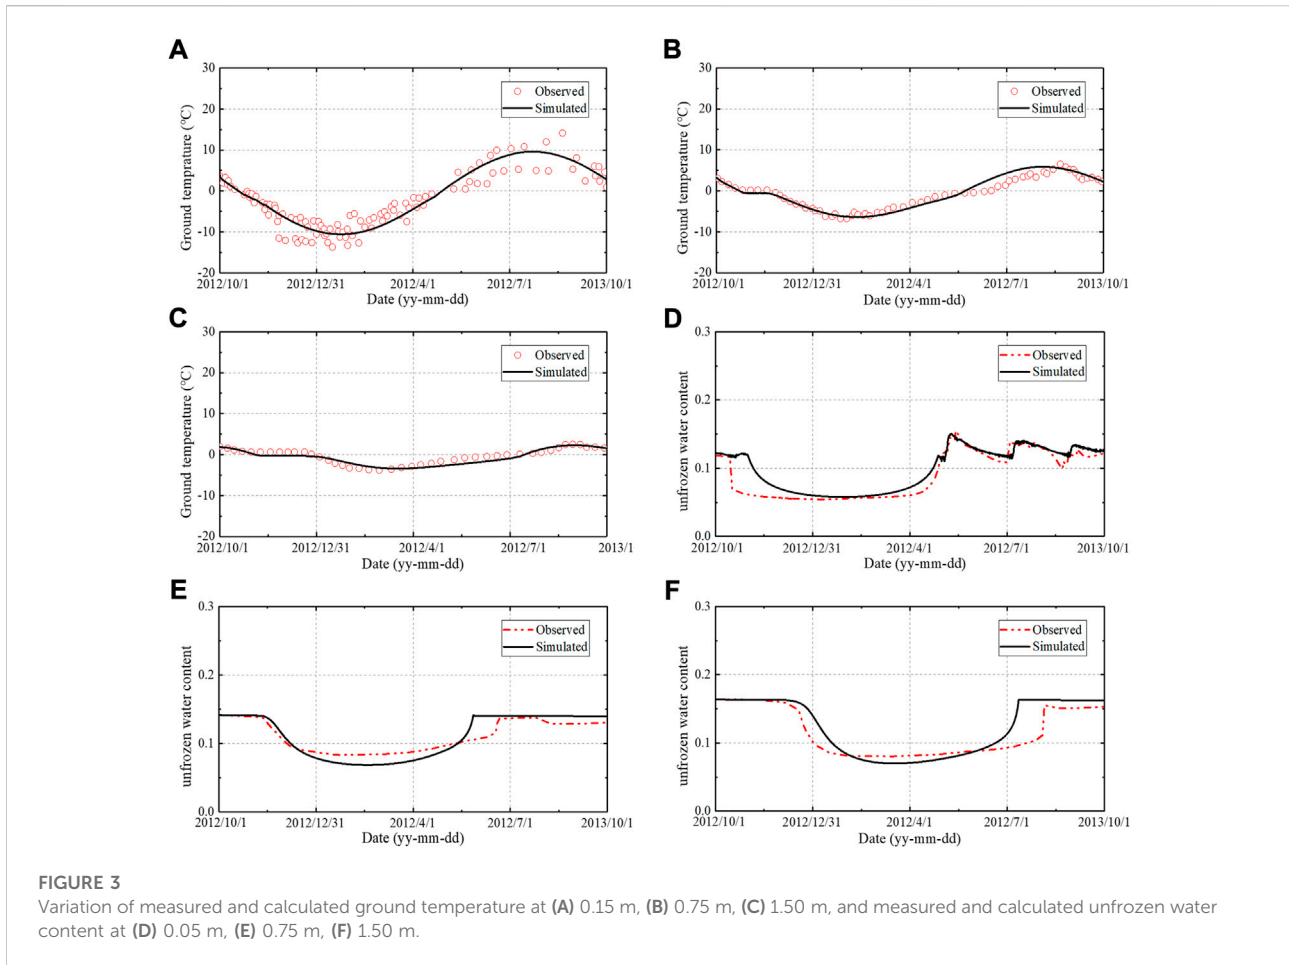 A
30
20
10
0
-10
-20
Ground temprature (°C)
Observed
Simulated
2012/10/1 2012/12/31 2012/4/1 2012/7/1 2013/10/1
Date (yy-mm-dd)
B
30
20
10
0
-10
-20
Ground temperature (°C)
Observed
Simulated
2012/10/1 2012/12/31 2012/4/1 2012/7/1 2013/10/1
Date (yy-mm-dd)
C
30
20
10
0
-10
-20
Ground temperature (°C)
Observed
Simulated
2012/10/1 2012/12/31 2012/4/1 2012/7/1 2013/1
Date (yy-mm-dd)
D
0.3
0.2
0.1
0.0
unfrozen water content
Observed
Simulated
2012/10/1 2012/12/31 2012/4/1 2012/7/1 2013/10/1
Date (yy-mm-dd)
E
0.3
0.2
0.1
0.0
unfrozen water content
Observed
Simulated
2012/10/1 2012/12/31 2012/4/1 2012/7/1 2013/10/1
Date (yy-mm-dd)
F
0.3
0.2
0.1
0.0
unfrozen water content
Observed
Simulated
2012/10/1 2012/12/31 2012/4/1 2012/7/1 2013/10/1
Date (yy-mm-dd)
FIGURE 3
Variation of measured and calculated ground temperature at (A) 0.15 m, (B) 0.75 m, (C) 1.50 m, and measured and calculated unfrozen water
content at (D) 0.05 m, (E) 0.75 m, (F) 1.50 m.